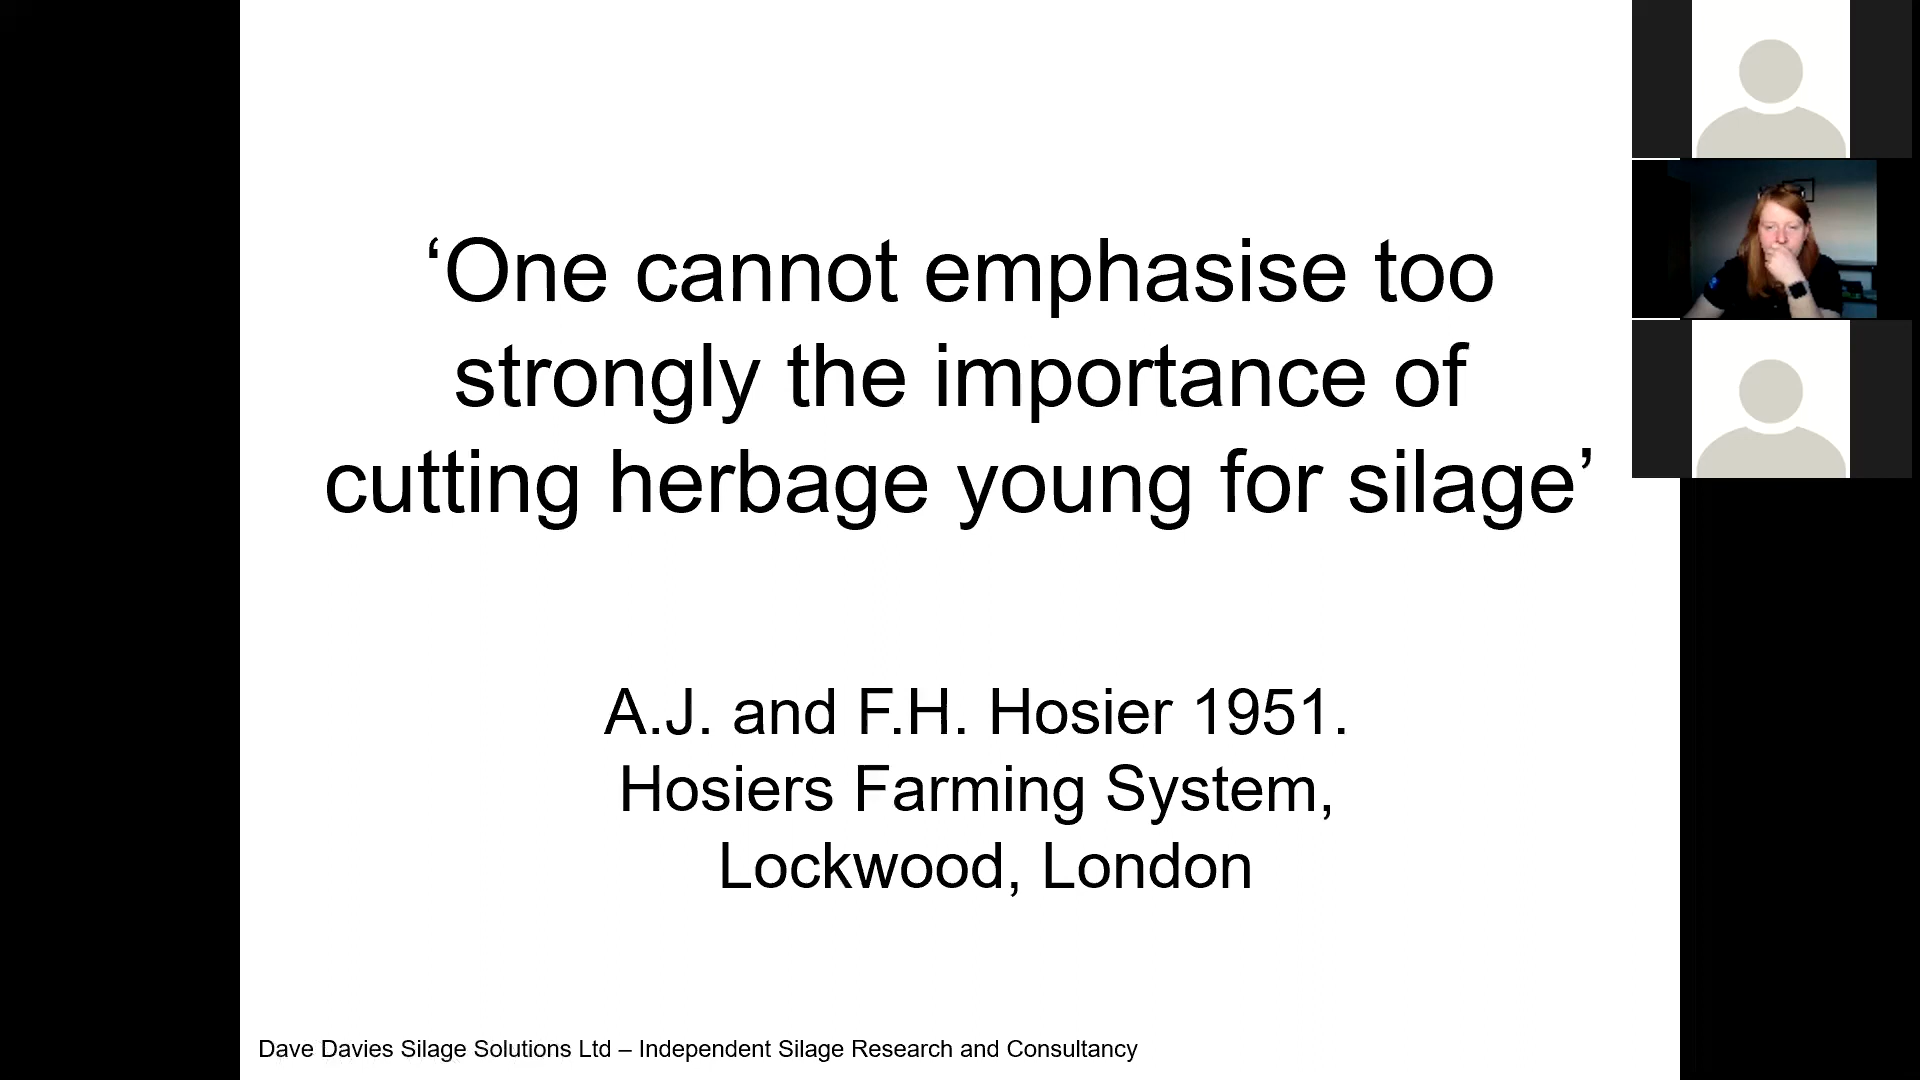 ‘One cannot emphasise too
strongly the importance of
cutting herbage young for silage’
A.J. and F.H. Hosier 1951.
Hosiers Farming System,
Lockwood, London
Dave Davies Silage Solutions Ltd – Independent Silage Research and Consultancy